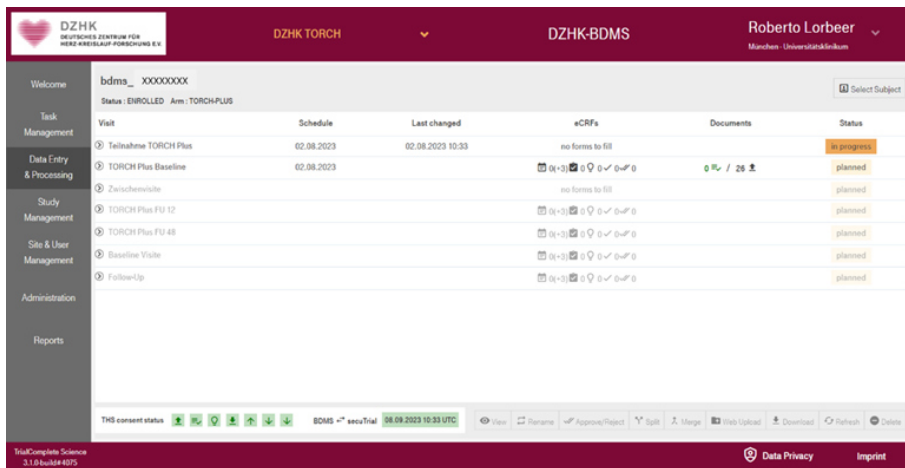 DZHK
DEUTSCHES ZENTRUM FÜR
HERZ-KREISLAUF-FORSCHUNG E.V.
DZHK TORCH
DZHK-BDMS
Roberto Lorbeer
München - Universitätsklinikum
Welcome
Task
Management
Data Entry
& Processing
Study
Management
Site & User
Management
Administration
Reports
bdms_ XXXXXXXX
Status : ENROLLED Arm : TORCH-PLUS
Select Subject
Visit Schedule Last changed eCRFs Documents Status
Teilnahme TORCH Plus 02.08.2023 02.08.2023 10:33 no forms to fill in progress
TORCH Plus Baseline 02.08.2023 0(+3) 0 0 0 0 / 26 planned
Zwischenvisite no forms to fill planned
TORCH Plus FU 12 0(+3) 0 0 0 planned
TORCH Plus FU 48 0(+3) 0 0 0 planned
Baseline Visite 0(+3) 0 0 0 planned
Follow-Up 0(+3) 0 0 0 planned
THS consent status BDMS secuTrial 08.09.2023 10:33 UTC View Rename Approve/Reject Split Merge Web Upload Download Refresh Delete
TrialComplete Science
3.1.0-build#4075
Data Privacy Imprint